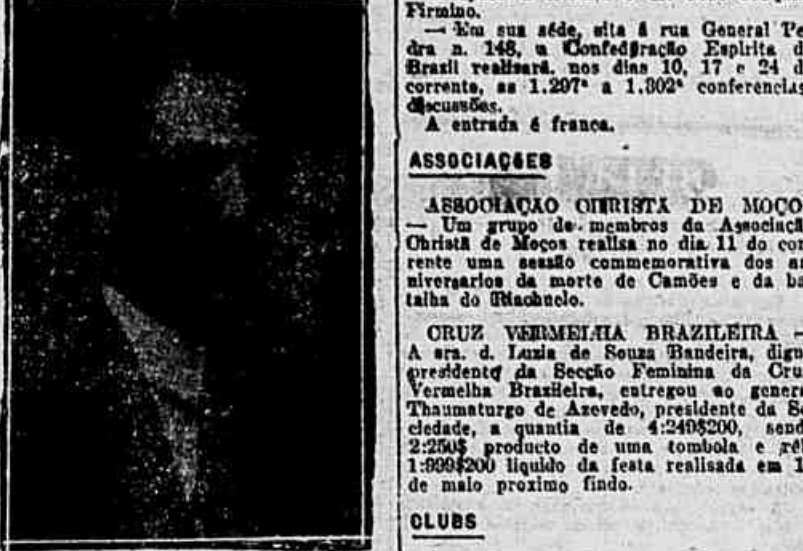 Firmino.
— Em sua séde, sita á rua General Pe
dra n. 148, a Confedração Espirita d
Brazil realisará, nos dias 10, 17 e 24 d
corrente, as 1.297ª a 1.302ª conferencias
discussões.
A entrada é franca.
ASSOCIAÇÕES
ASSOCIAÇÃO CHRISTÃ DE MOÇO
— Um grupo de membros da Associaçã
Christã de Moços realisa no dia 11 do cor
rente uma sessão commemorativa dos an
niversarios da morte de Camões e da ba
talha do Riachuelo.
CRUZ VERMELHA BRAZILEIRA —
A sra. d. Luzia de Souza Bandeira, dign
presidente da Secção Feminina da Cru
Vermelha Brazileira, entregou ao gener
Thaumaturgo de Azevedo, presidente da So
ciedade, a quantia de 4:249$200, send
2:250$ producto de uma tombola e
1:999$200 liquido da festa realisada em 1
de maio proximo findo.
CLUBS